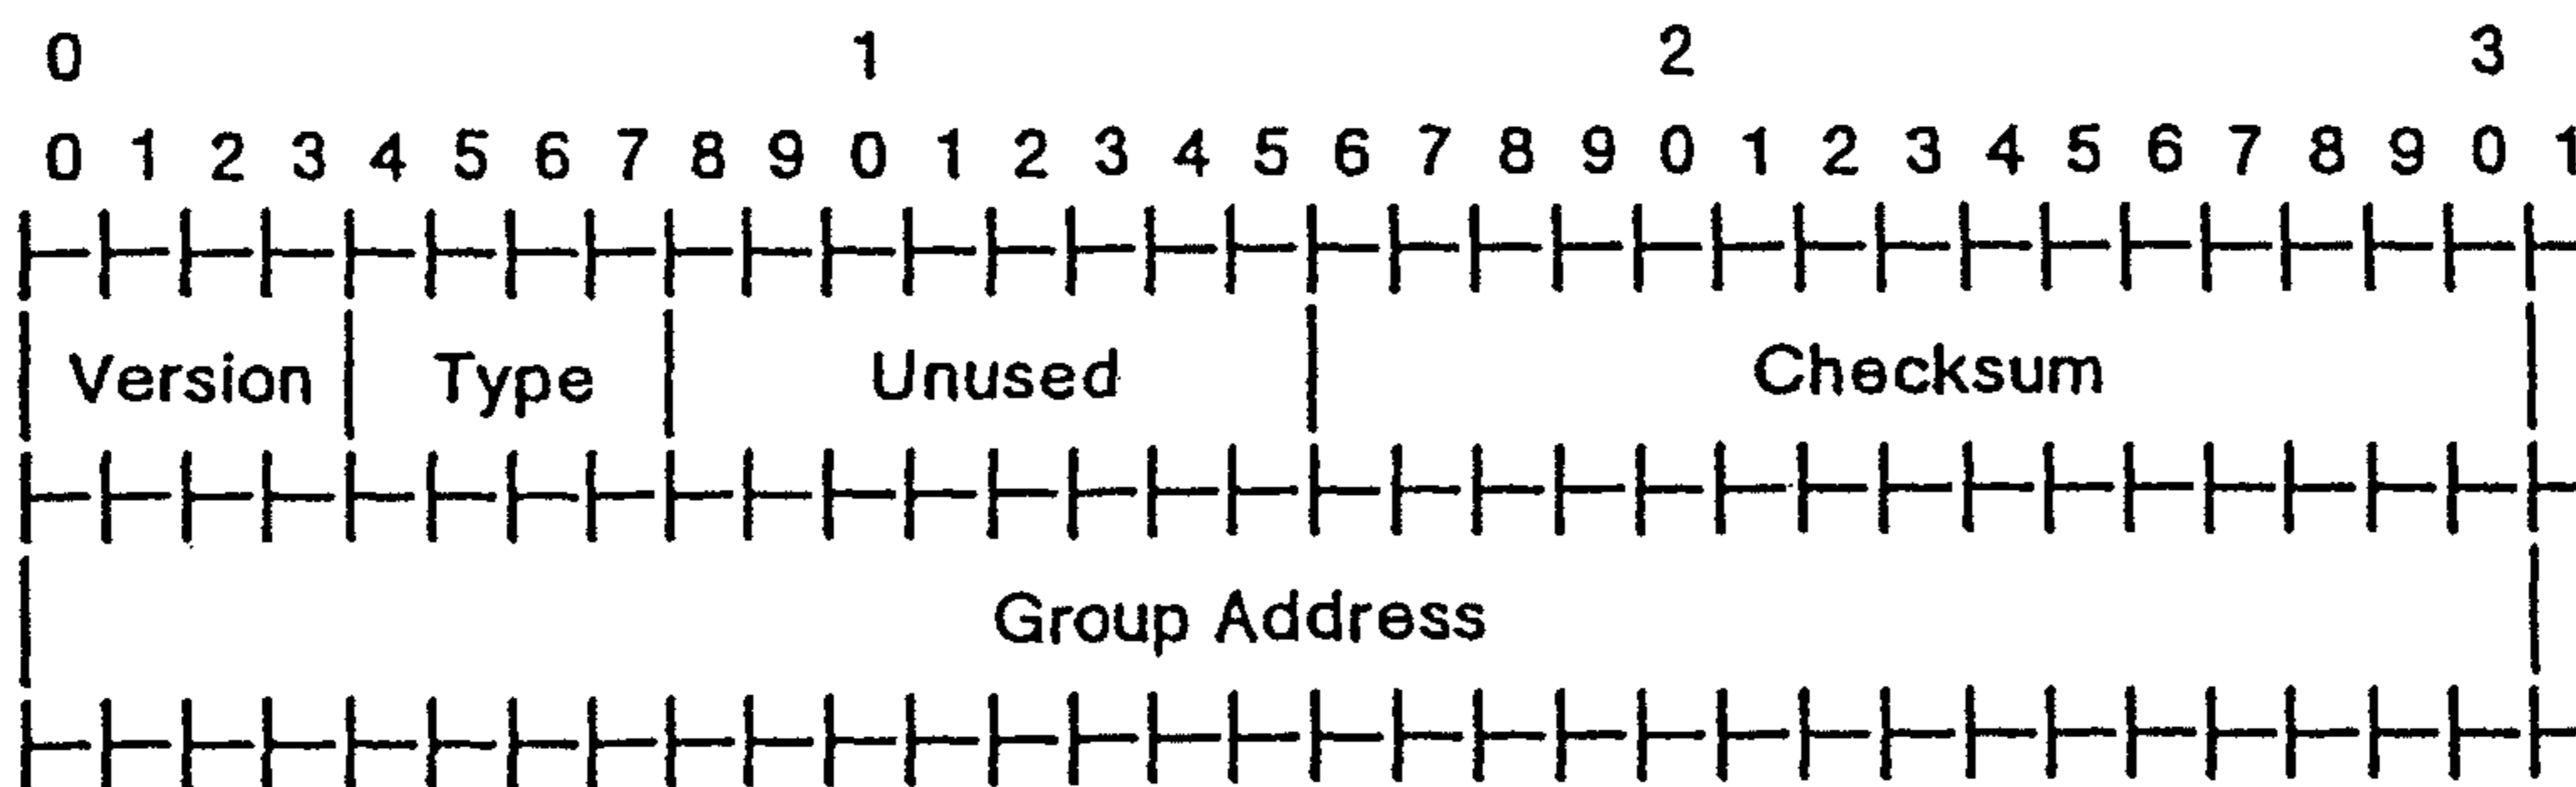 0 1 2 3
0 1 2 3 4 5 6 7 8 9 0 1 2 3 4 5 6 7 8 9 0 1 2 3 4 5 6 7 8 9 0 1
Version Type Unused Checksum
Group Address